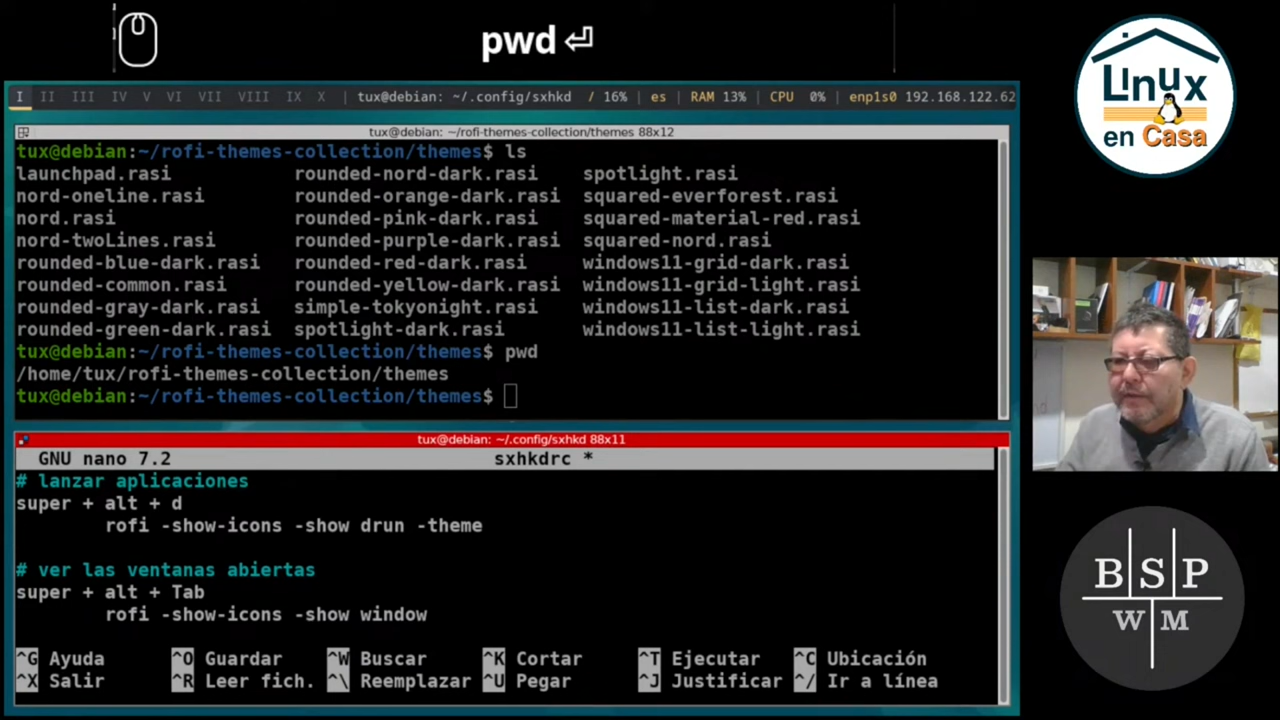 pwd ⏎
I II III IV V VI VII VIII IX X | tux@debian: ~/.config/sxhkd / 16% | es | RAM 13% | CPU 0% | enp1s0 192.168.122.62
tux@debian: ~/rofi-themes-collection/themes 88x12
tux@debian:~/rofi-themes-collection/themes$ ls
launchpad.rasi rounded-nord-dark.rasi spotlight.rasi
nord-oneline.rasi rounded-orange-dark.rasi squared-everforest.rasi
nord.rasi rounded-pink-dark.rasi squared-material-red.rasi
nord-twoLines.rasi rounded-purple-dark.rasi squared-nord.rasi
rounded-blue-dark.rasi rounded-red-dark.rasi windows11-grid-dark.rasi
rounded-common.rasi rounded-yellow-dark.rasi windows11-grid-light.rasi
rounded-gray-dark.rasi simple-tokyonight.rasi windows11-list-dark.rasi
rounded-green-dark.rasi spotlight-dark.rasi windows11-list-light.rasi
tux@debian:~/rofi-themes-collection/themes$ pwd
/home/tux/rofi-themes-collection/themes
tux@debian:~/rofi-themes-collection/themes$
tux@debian: ~/.config/sxhkd 88x11
GNU nano 7.2 sxhkdrc *
# lanzar aplicaciones
super + alt + d
rofi -show-icons -show drun -theme
# ver las ventanas abiertas
super + alt + Tab
rofi -show-icons -show window
^G Ayuda ^O Guardar ^W Buscar ^K Cortar ^T Ejecutar ^C Ubicación
^X Salir ^R Leer fich. ^\ Reemplazar ^U Pegar ^J Justificar ^/ Ir a línea
Linux
en Casa
BSP
WM